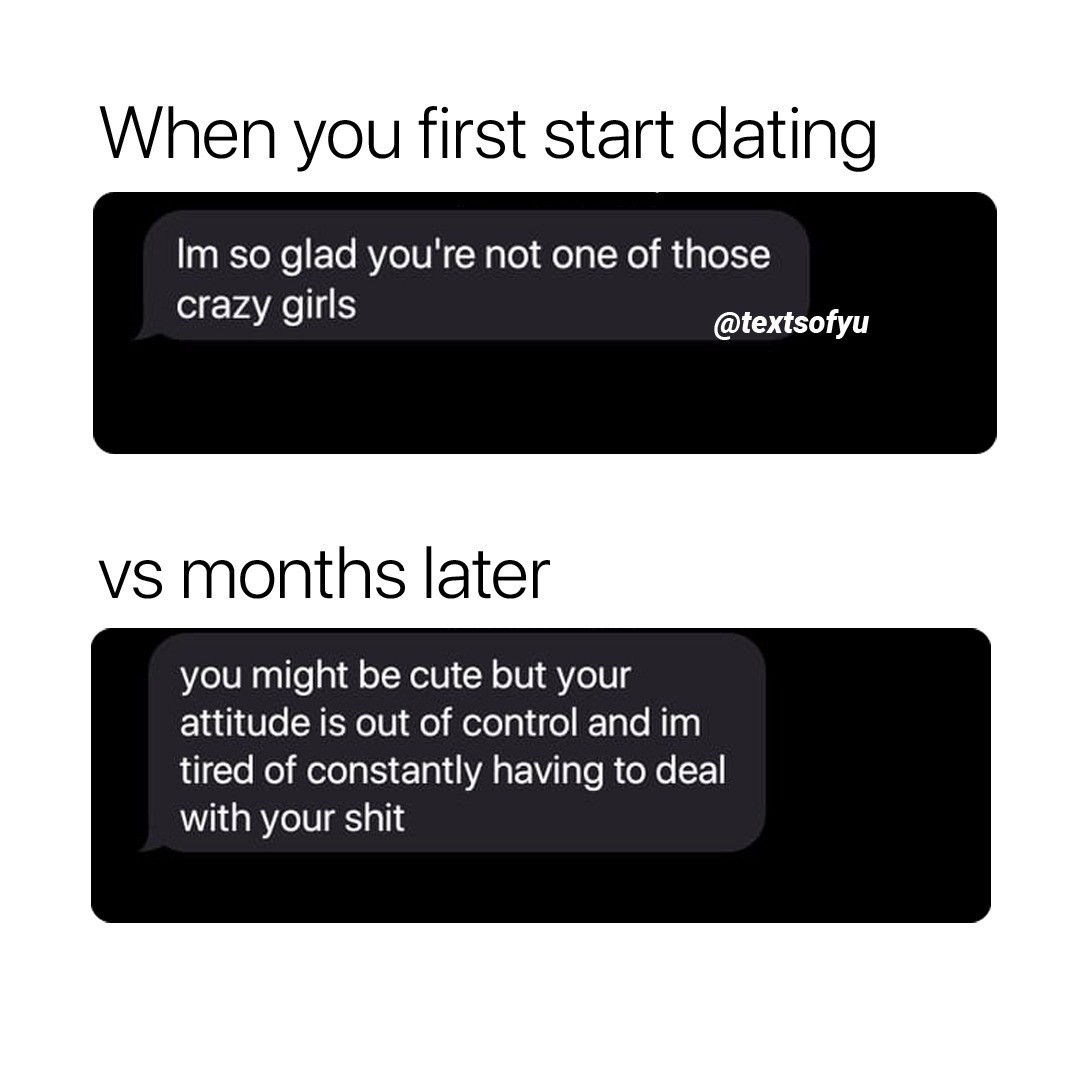 When you first start dating
Im so glad you're not one of those
crazy girls
@textsofyu
vs months later
you might be cute but your
attitude is out of control and im
tired of constantly having to deal
with your shit